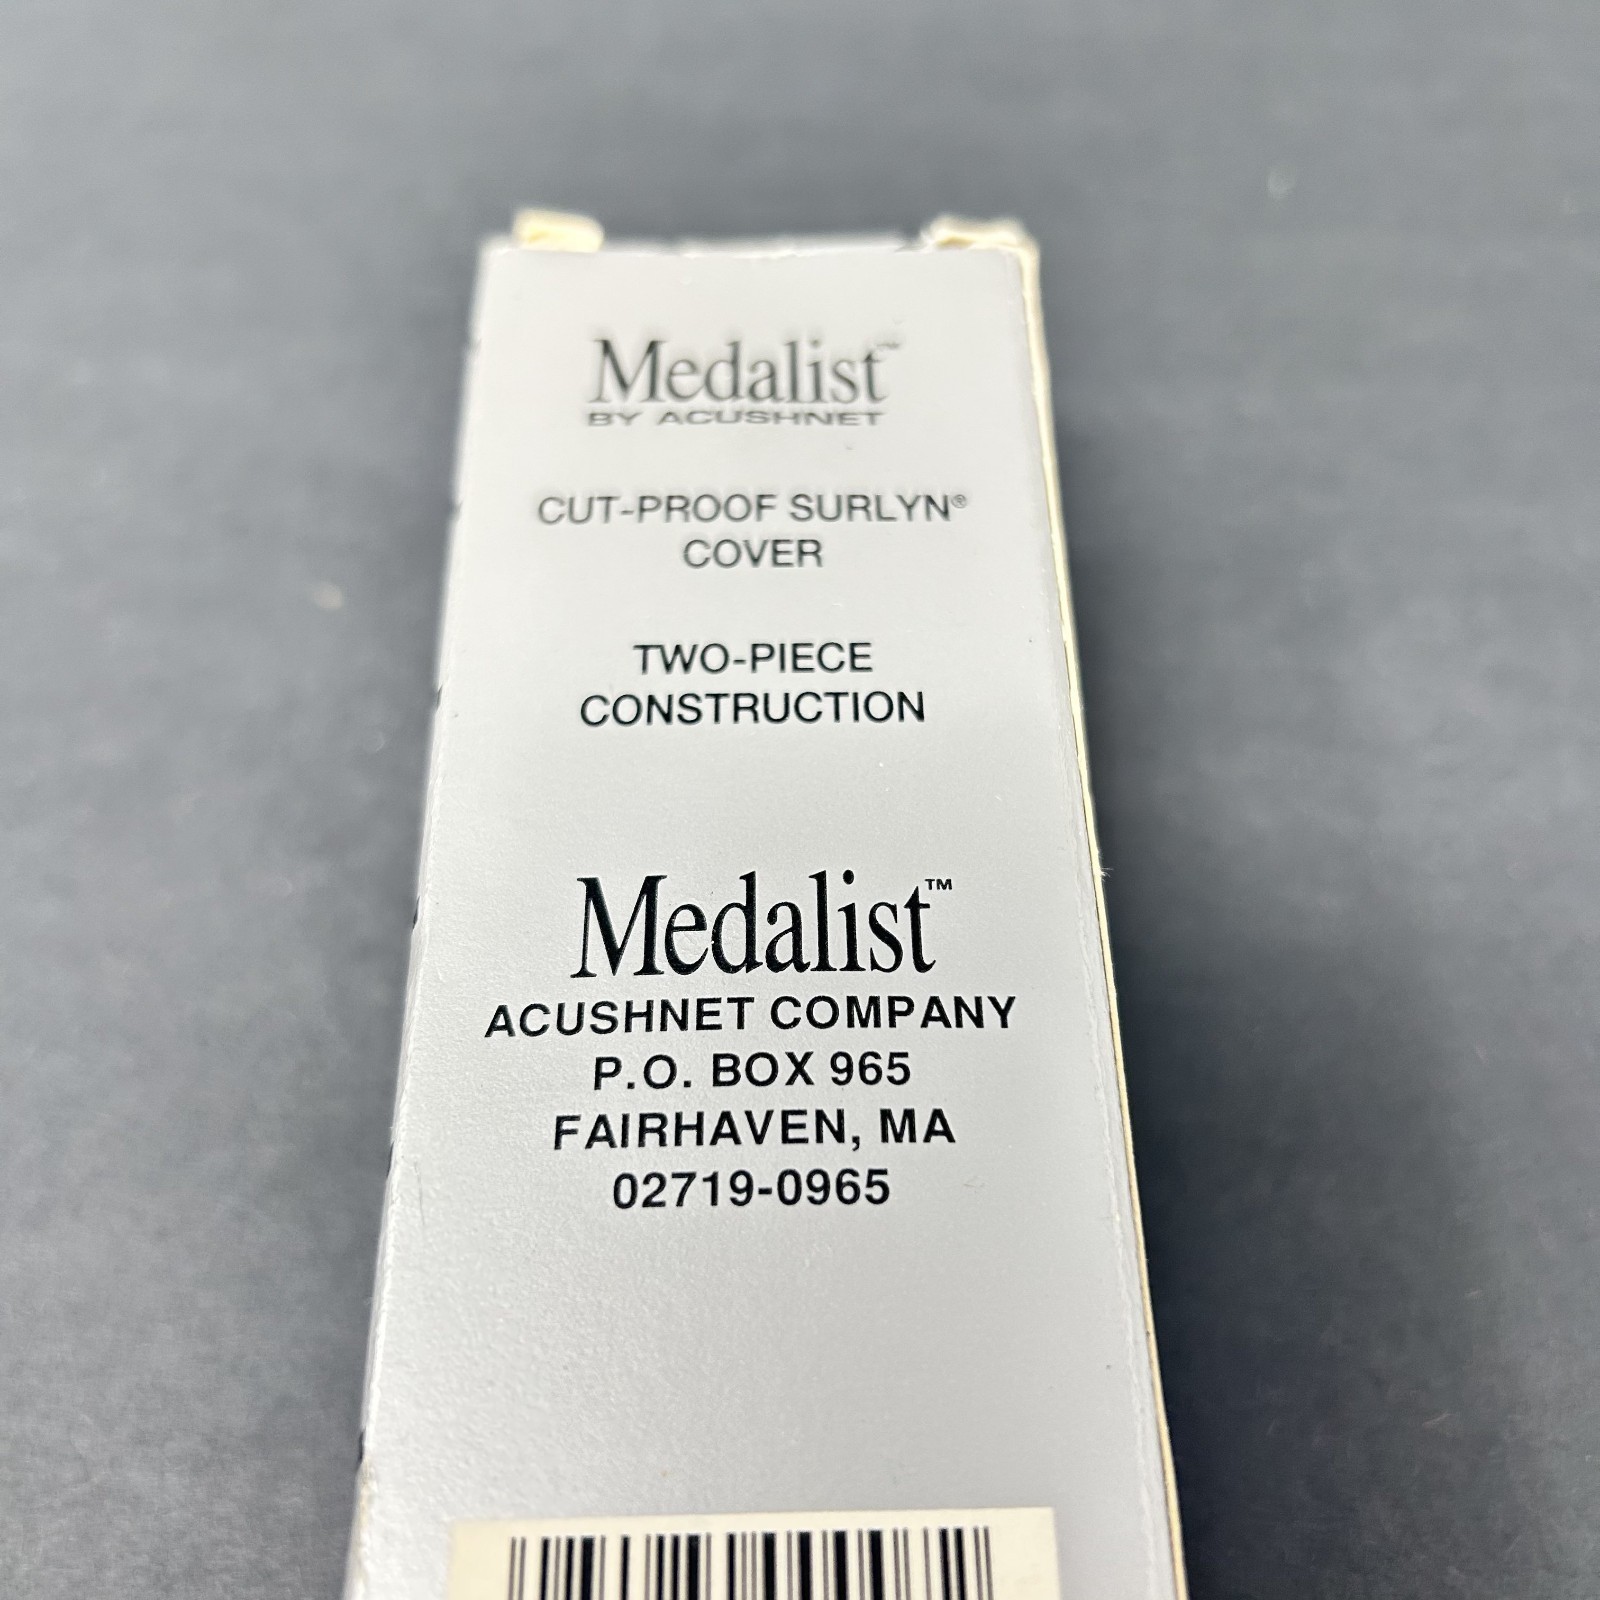 Medalist™
BY ACUSHNET
CUT-PROOF SURLYN®
COVER
TWO-PIECE
CONSTRUCTION
Medalist™
ACUSHNET COMPANY
P.O. BOX 965
FAIRHAVEN, MA
02719-0965